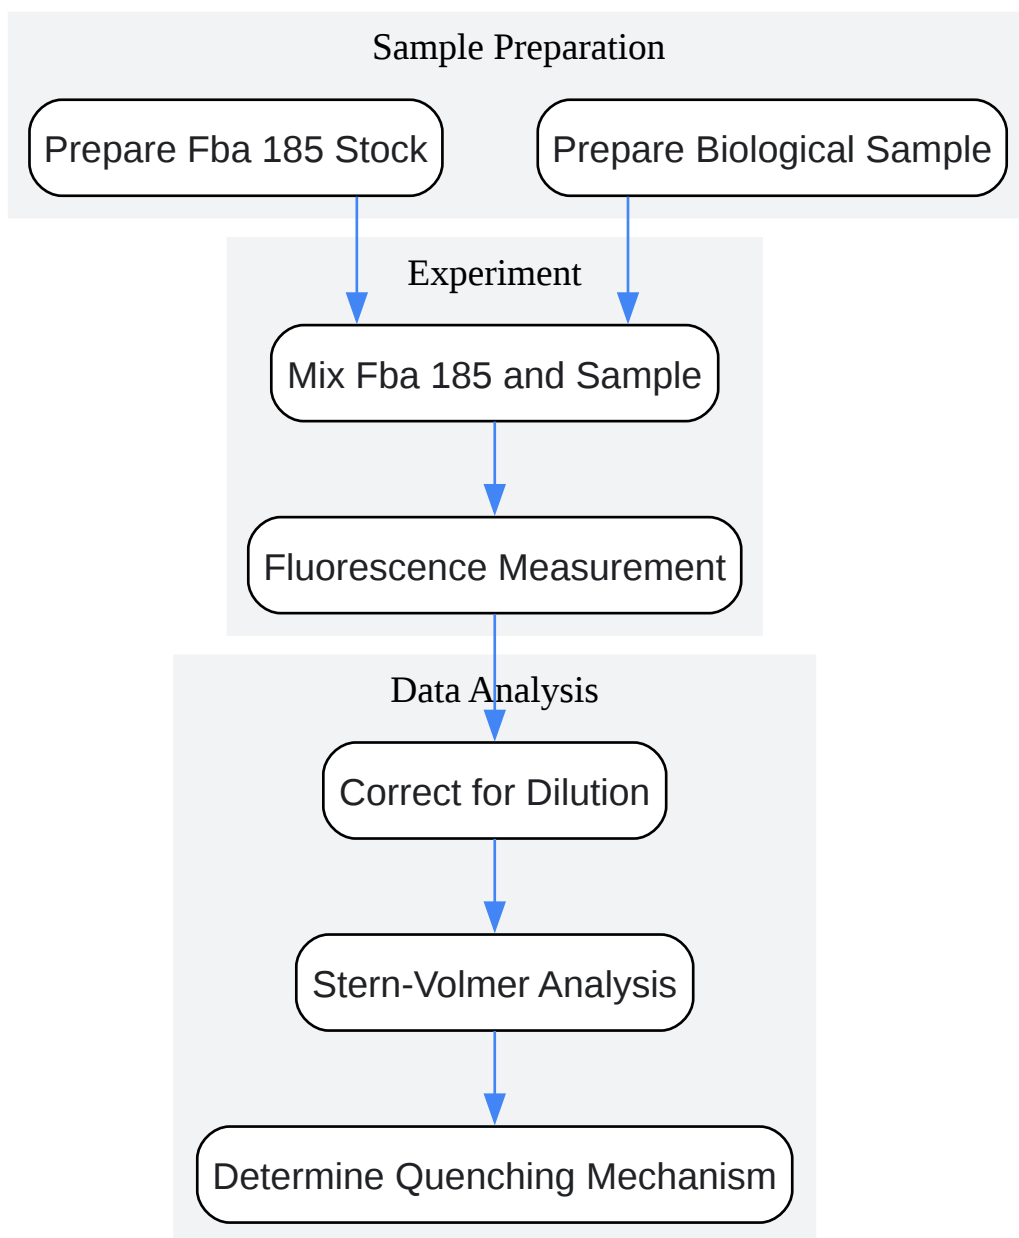 Sample Preparation
Prepare Fba 185 Stock
Prepare Biological Sample
Experiment
Mix Fba 185 and Sample
Fluorescence Measurement
Data Analysis
Correct for Dilution
Stern-Volmer Analysis
Determine Quenching Mechanism